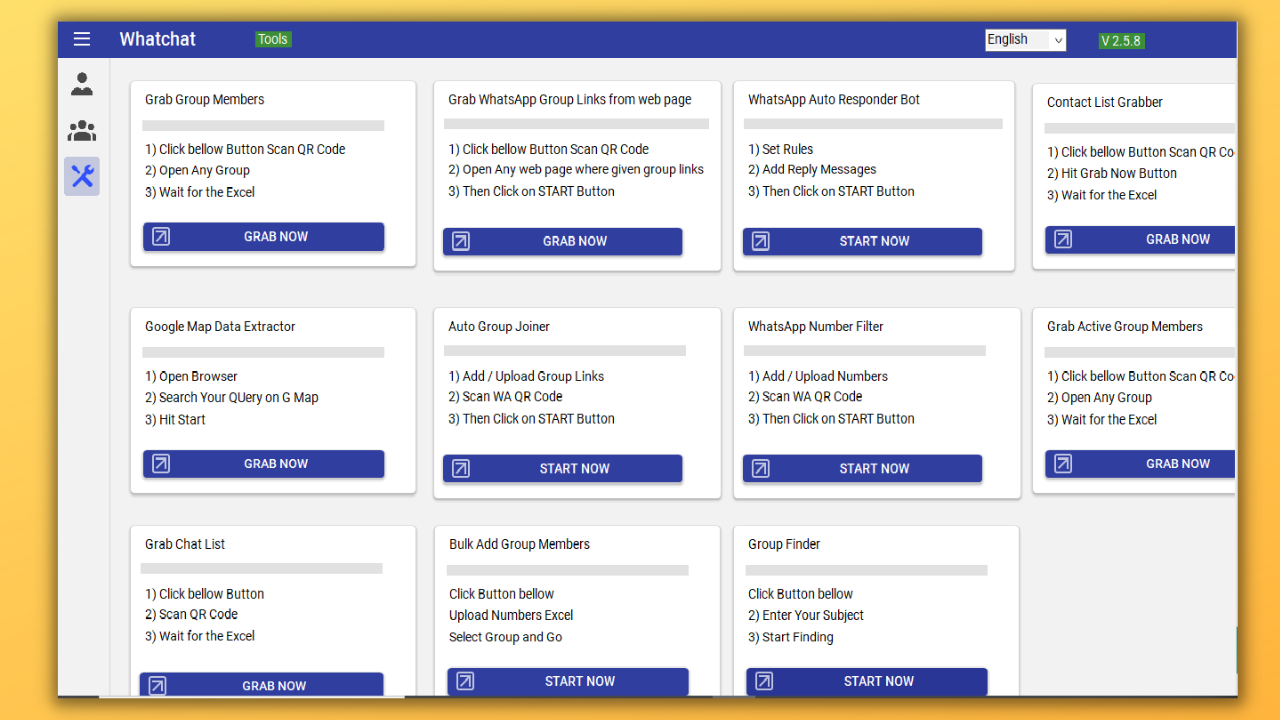 Whatchat
Tools
English
V 2.5.8
Grab Group Members
1) Click bellow Button Scan QR Code
2) Open Any Group
3) Wait for the Excel
GRAB NOW
Grab WhatsApp Group Links from web page
1) Click bellow Button Scan QR Code
2) Open Any web page where given group links
3) Then Click on START Button
GRAB NOW
WhatsApp Auto Responder Bot
1) Set Rules
2) Add Reply Messages
3) Then Click on START Button
START NOW
Contact List Grabber
1) Click bellow Button Scan QR Co
2) Hit Grab Now Button
3) Wait for the Excel
GRAB NOW
Google Map Data Extractor
1) Open Browser
2) Search Your QUery on G Map
3) Hit Start
GRAB NOW
Auto Group Joiner
1) Add / Upload Group Links
2) Scan WA QR Code
3) Then Click on START Button
START NOW
WhatsApp Number Filter
1) Add / Upload Numbers
2) Scan WA QR Code
3) Then Click on START Button
START NOW
Grab Active Group Members
1) Click bellow Button Scan QR Co
2) Open Any Group
3) Wait for the Excel
GRAB NOW
Grab Chat List
1) Click bellow Button
2) Scan QR Code
3) Wait for the Excel
GRAB NOW
Bulk Add Group Members
Click Button bellow
Upload Numbers Excel
Select Group and Go
START NOW
Group Finder
Click Button bellow
2) Enter Your Subject
3) Start Finding
START NOW